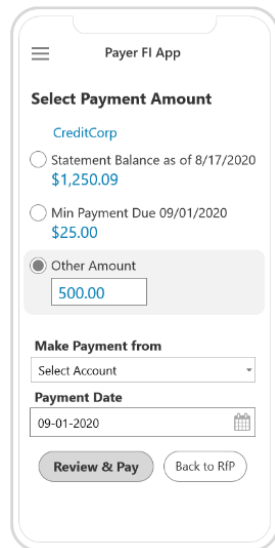 Payer FI App
Select Payment Amount
CreditCorp
Statement Balance as of 8/17/2020
$1,250.09
Min Payment Due 09/01/2020
$25.00
Other Amount
500.00
Make Payment from
Select Account
Payment Date
09-01-2020
Review & Pay
Back to RfP